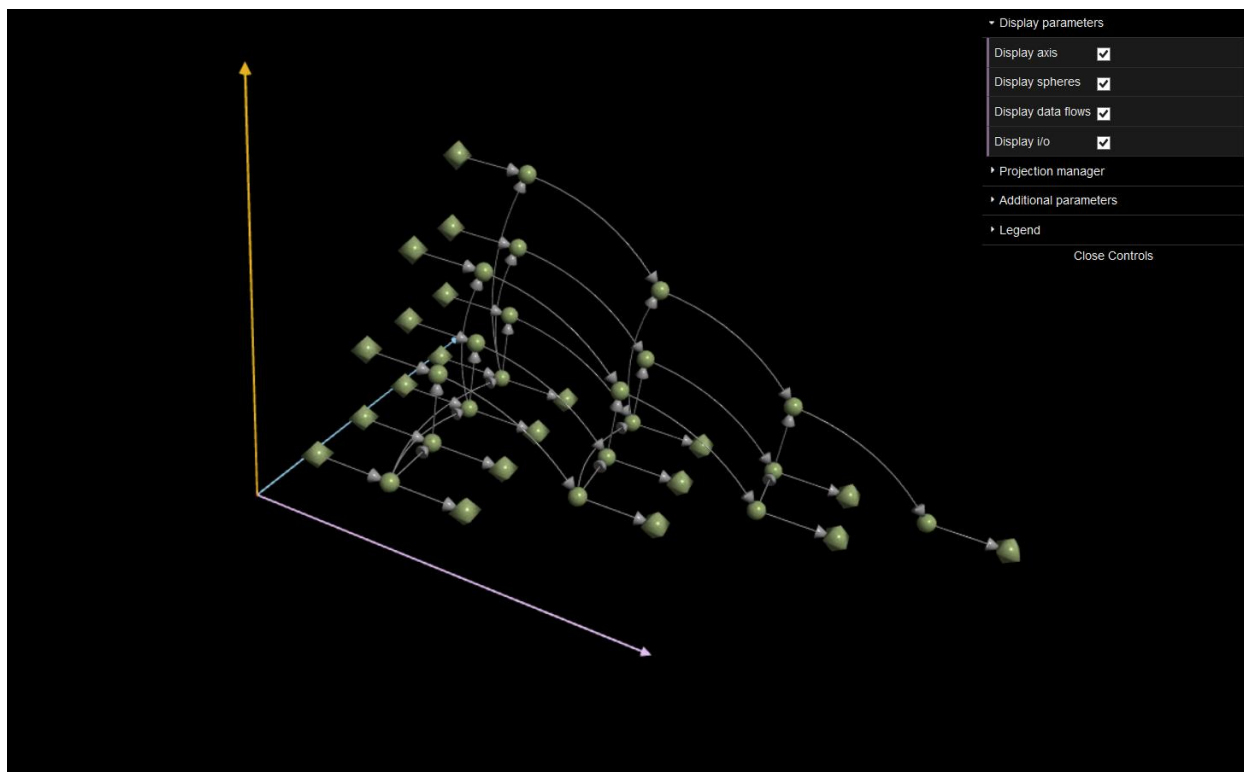 Display parameters
Display axis
Display spheres
Display data flows
Display i/o
Projection manager
Additional parameters
Legend
Close Controls